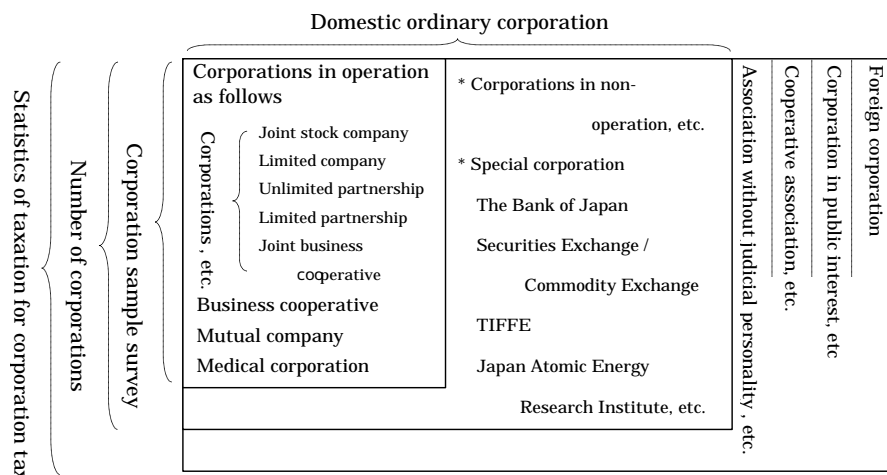 Domestic ordinary corporation
Statistics of taxation for corporation tax
Number of corporations
Corporation sample survey
Corporations in operation
as follows
Corporations , etc.
Joint stock company
Limited company
Unlimited partnership
Limited partnership
Joint business
cooperative
Business cooperative
Mutual company
Medical corporation
* Corporations in non-
operation, etc.
* Special corporation
The Bank of Japan
Securities Exchange /
Commodity Exchange
TIFFE
Japan Atomic Energy
Research Institute, etc.
Association without judicial personality , etc.
Cooperative association, etc.
Corporation in public interest, etc
Foreign corporation